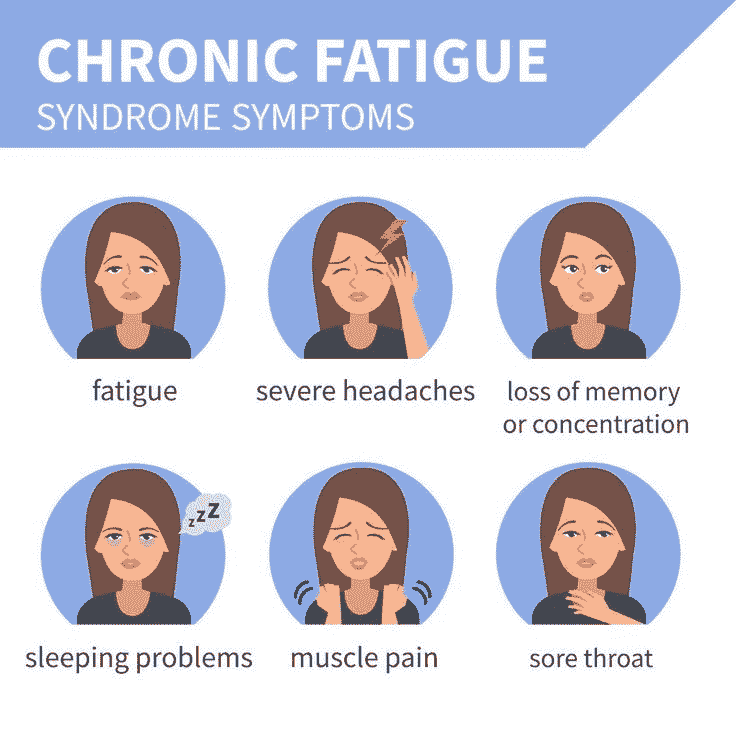 CHRONIC FATIGUE
SYNDROME SYMPTOMS
fatigue
severe headaches
loss of memory
or concentration
zzZ
sleeping problems
muscle pain
sore throat